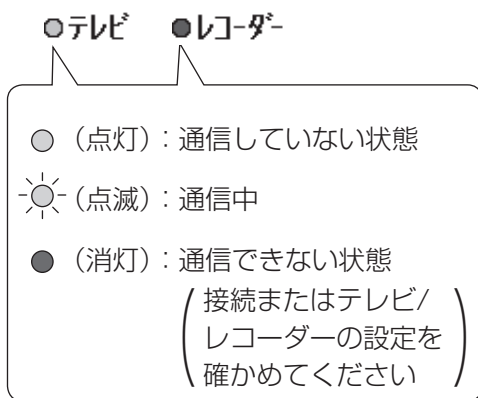 テレビ レコーダー
（点灯）：通信していない状態
（点滅）：通信中
（消灯）：通信できない状態
接続またはテレビ/
レコーダーの設定を
確かめてください